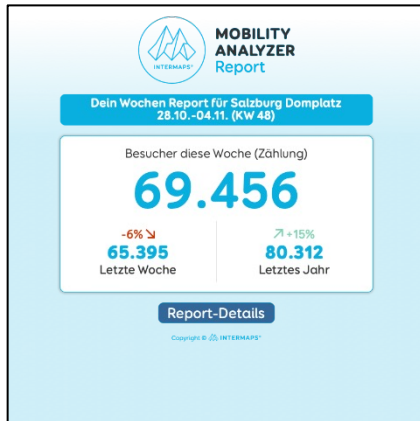 INTERMAPS®
MOBILITY
ANALYZER
Report
Dein Wochen Report für Salzburg Domplatz
28.10.-04.11. (KW 48)
Besucher diese Woche (Zählung)
69.456
-6% ↘
65.395
Letzte Woche
↗ +15%
80.312
Letztes Jahr
Report-Details
Copyright © INTERMAPS®